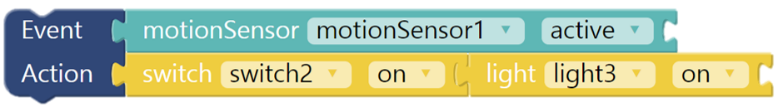 Event motionSensor motionSensor1 active
Action switch switch2 on light light3 on